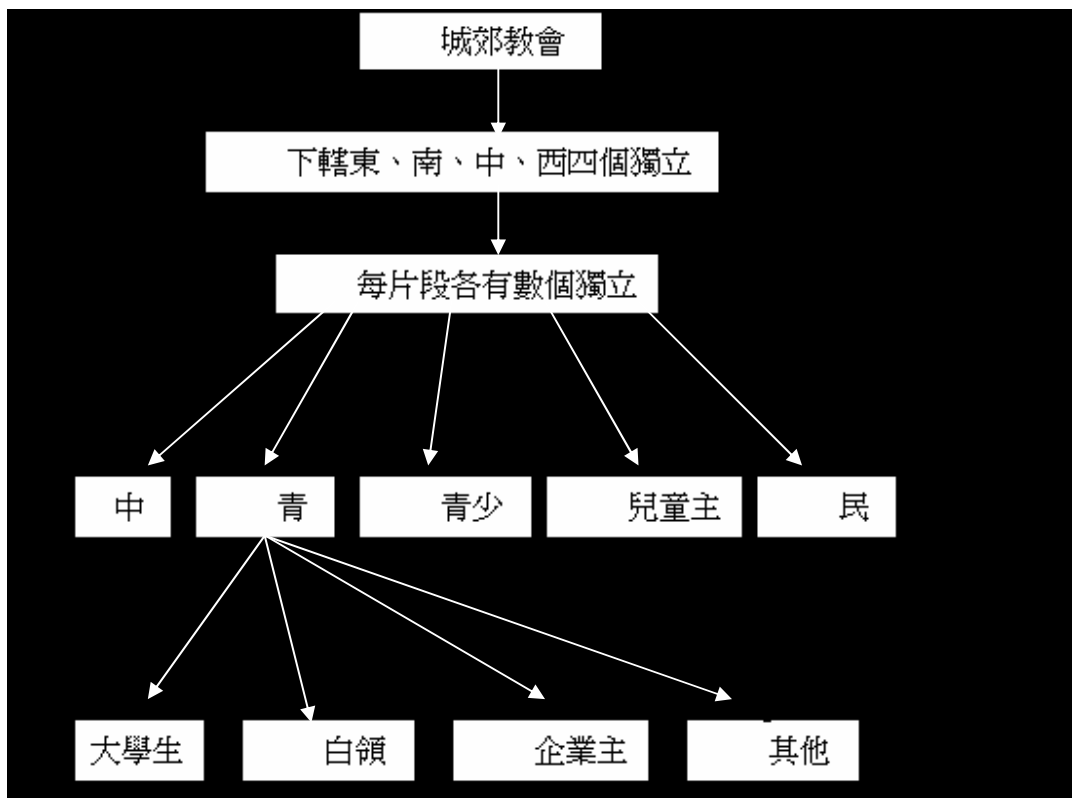 城郊教會
下轄東、南、中、西四個獨立
每片段各有數個獨立
中
青
青少
兒童主
民
大學生
白領
企業主
其他